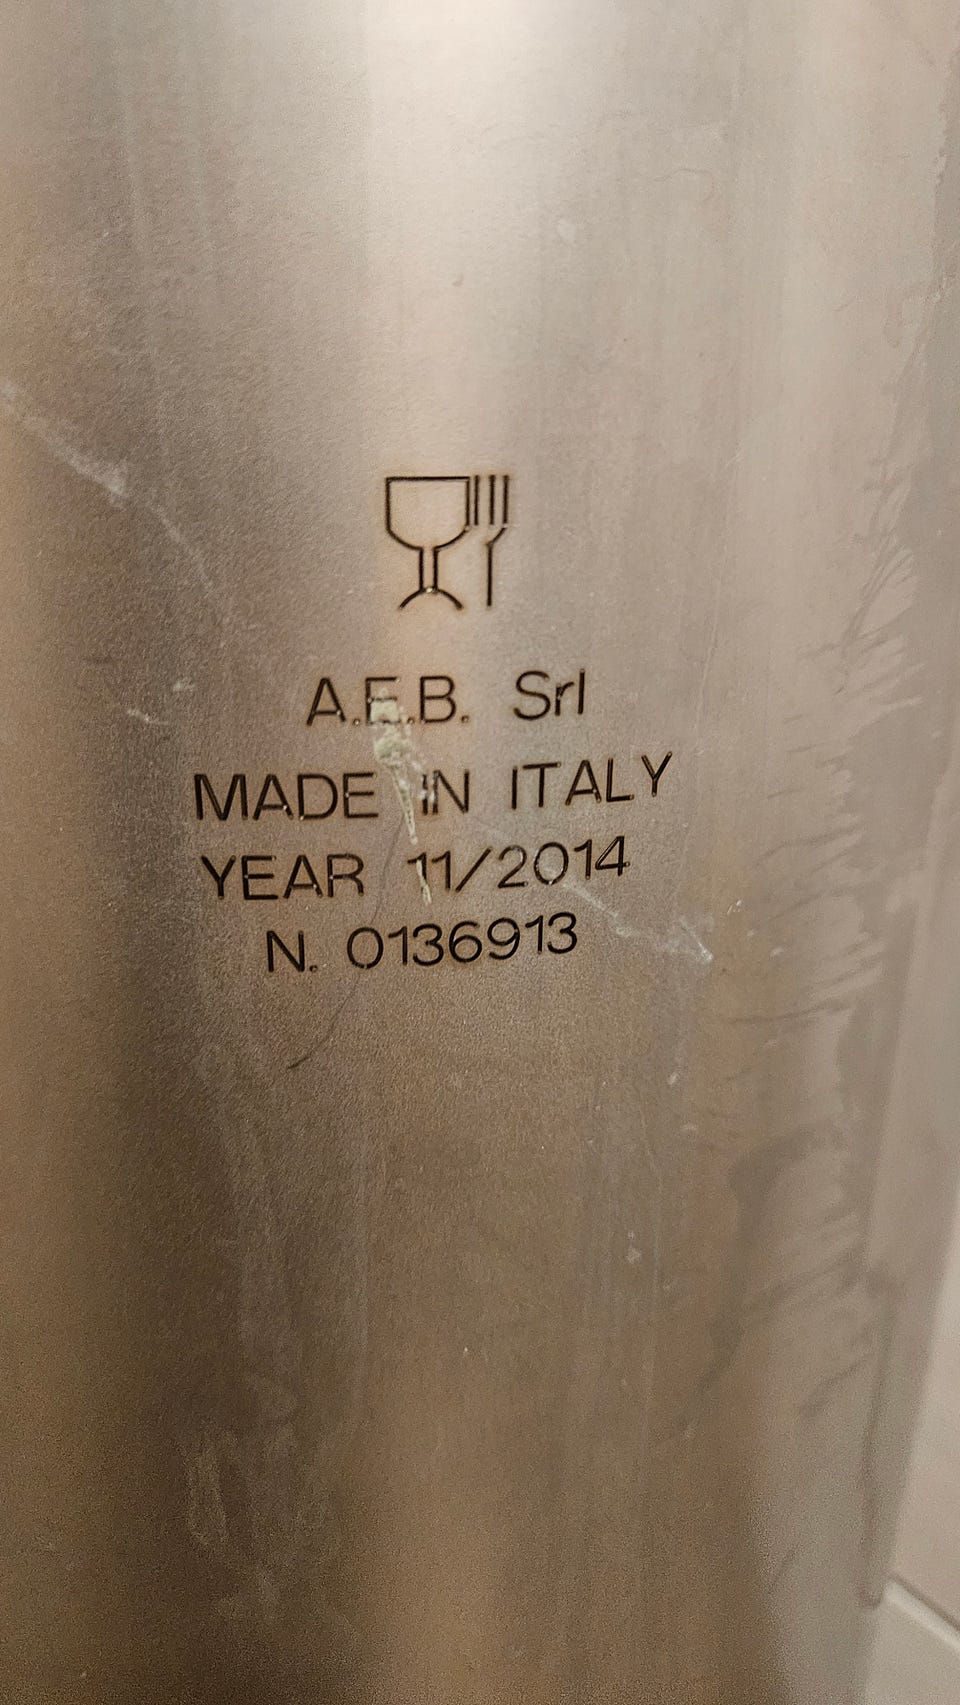 A.E.B. Srl
MADE IN ITALY
YEAR 11/2014
N. 0136913